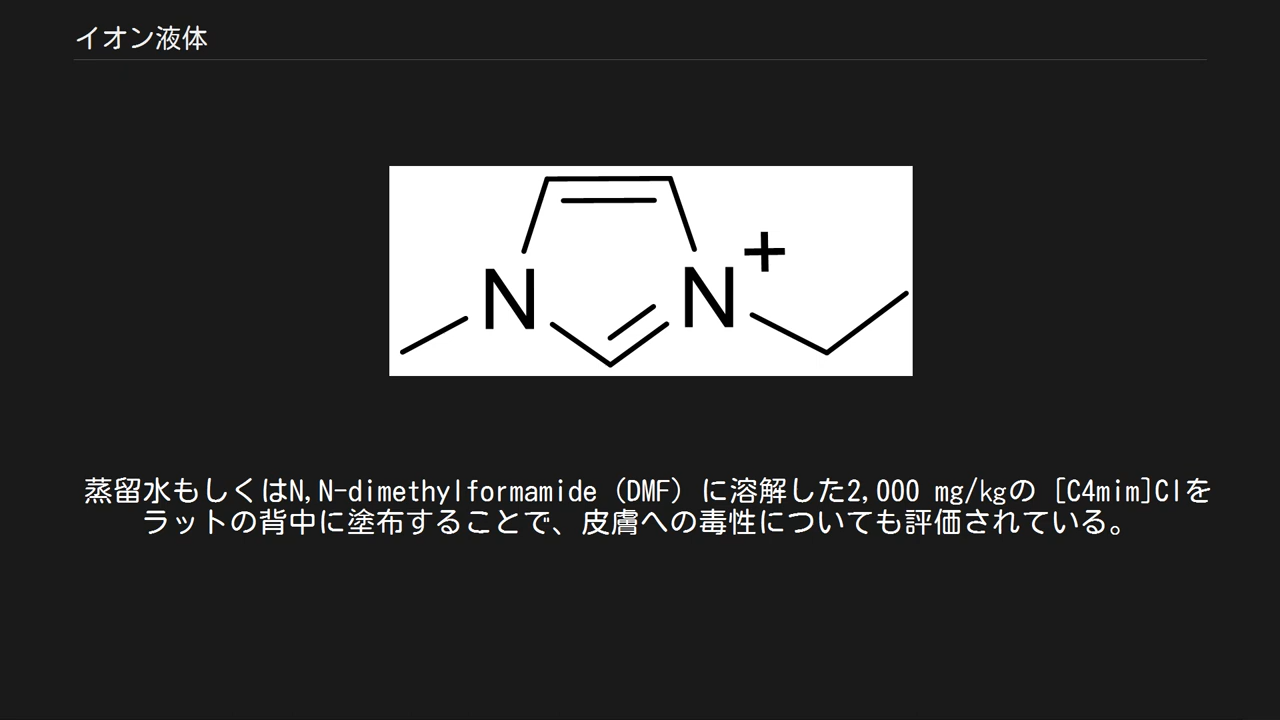 イオン液体
N
N
+
蒸留水もしくはN,N-dimethylformamide（DMF）に溶解した2,000 mg/kgの [C4mim]Clを
ラットの背中に塗布することで、皮膚への毒性についても評価されている。